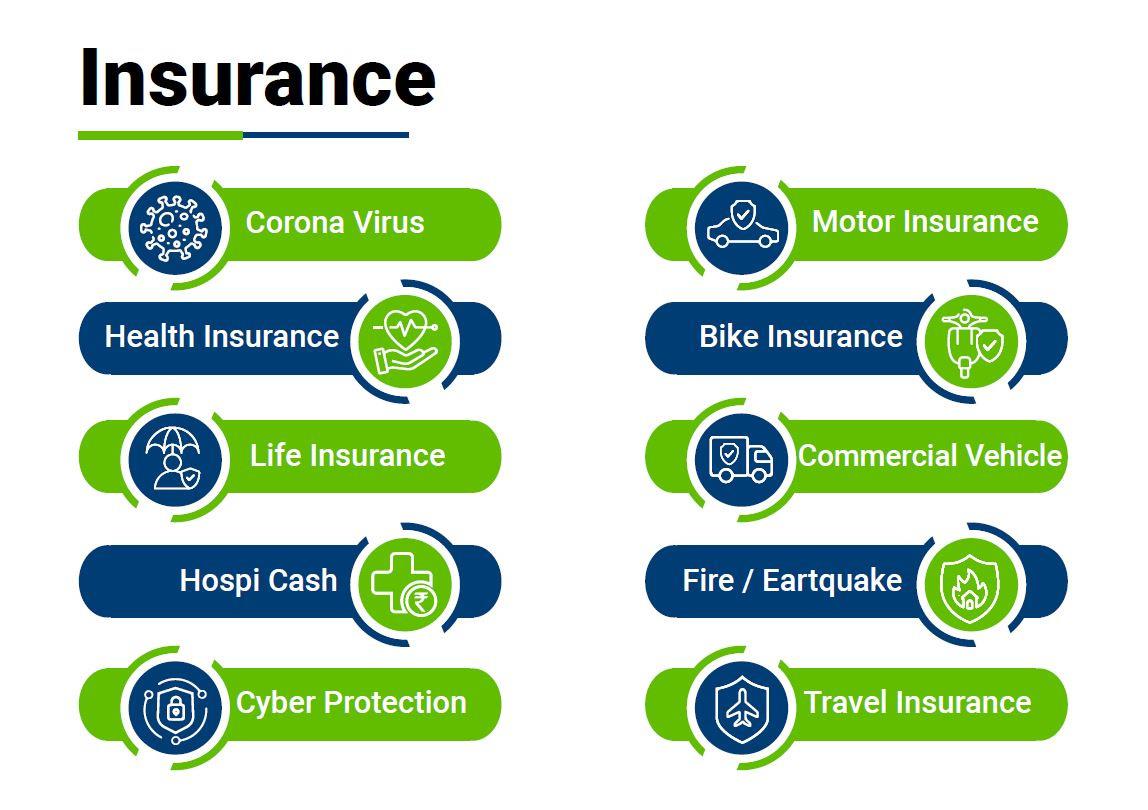 Insurance
Corona Virus
Health Insurance
Life Insurance
Hospi Cash
₹
Cyber Protection
Motor Insurance
Bike Insurance
Commercial Vehicle
Fire / Eartquake
Travel Insurance